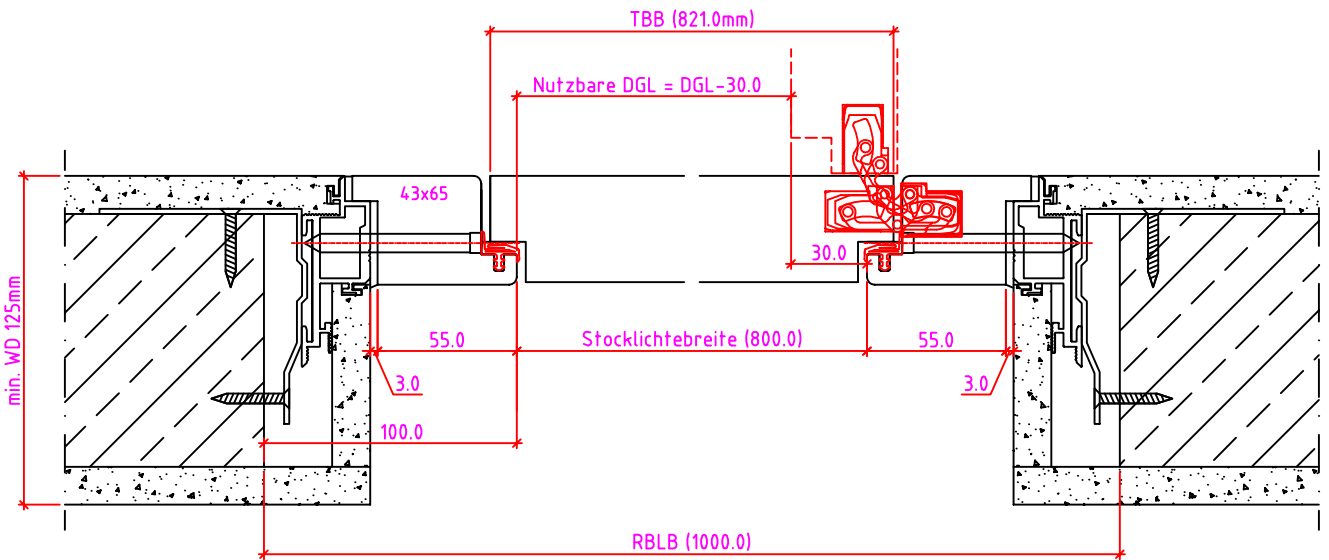 TBB (821.0mm)
Nutzbare DGL = DGL-30.0
43x65
30.0
min. WD 125mm
55.0
Stocklichtebreite (800.0)
55.0
3.0
3.0
100.0
RBLB (1000.0)